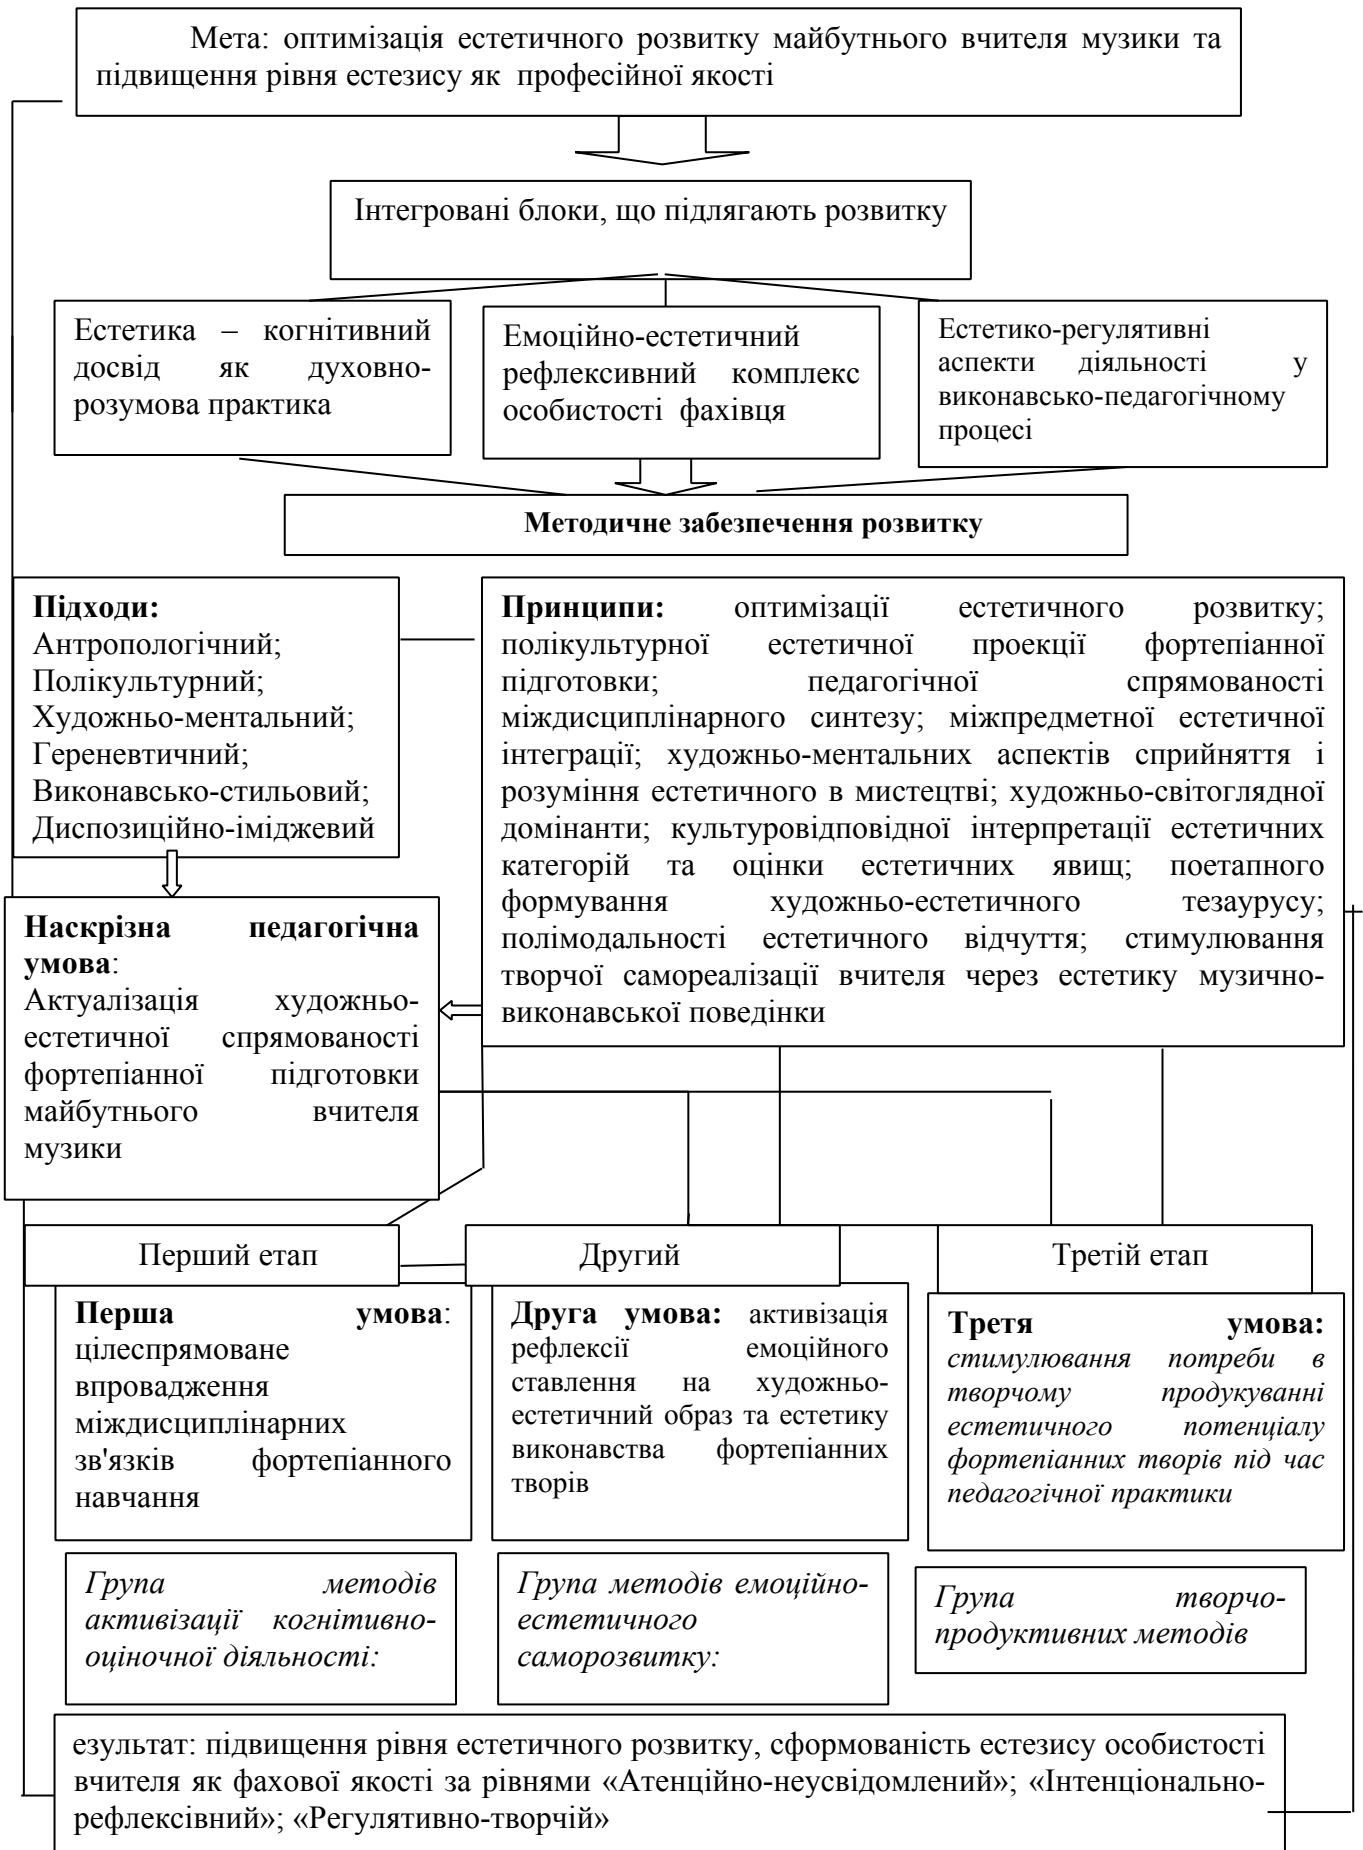 Мета: оптимізація естетичного розвитку майбутнього вчителя музики та
підвищення рівня естезису як професійної якості
Інтегровані блоки, що підлягають розвитку
Естетика – когнітивний
досвід як духовно-
розумова практика
Емоційно-естетичний
рефлексивний комплекс
особистості фахівця
Естетико-регулятивні
аспекти діяльності у
виконавсько-педагогічному
процесі
Методичне забезпечення розвитку
Підходи:
Антропологічний;
Полікультурний;
Художньо-ментальний;
Гереневтичний;
Виконавсько-стильовий;
Диспозиційно-іміджевий
Принципи: оптимізації естетичного розвитку;
полікультурної естетичної проекції фортепіанної
підготовки; педагогічної спрямованості
міждисциплінарного синтезу; міжпредметної естетичної
інтеграції; художньо-ментальних аспектів сприйняття і
розуміння естетичного в мистецтві; художньо-світоглядної
домінанти; культуровідповідної інтерпретації естетичних
категорій та оцінки естетичних явищ; поетапного
формування художньо-естетичного тезаурусу;
полімодальності естетичного відчуття; стимулювання
творчої самореалізації вчителя через естетику музично-
виконавської поведінки
Наскрізна педагогічна
умова:
Актуалізація художньо-
естетичної спрямованості
фортепіанної підготовки
майбутнього вчителя
музики
Перший етап
Другий
Третій етап
Перша умова:
цілеспрямоване
впровадження
міждисциплінарних
зв'язків фортепіанного
навчання
Друга умова: активізація
рефлексії емоційного
ставлення на художньо-
естетичний образ та естетику
виконавства фортепіанних
творів
Третя умова:
стимулювання потреби в
творчому продукуванні
естетичного потенціалу
фортепіанних творів під час
педагогічної практики
Група методів
активізації когнітивно-
оціночної діяльності:
Група методів емоційно-
естетичного
саморозвитку:
Група творчо-
продуктивних методів
езультат: підвищення рівня естетичного розвитку, сформованість естезису особистості
вчителя як фахової якості за рівнями «Атенційно-неусвідомлений»; «Інтенціонально-
рефлексівний»; «Регулятивно-творчій»